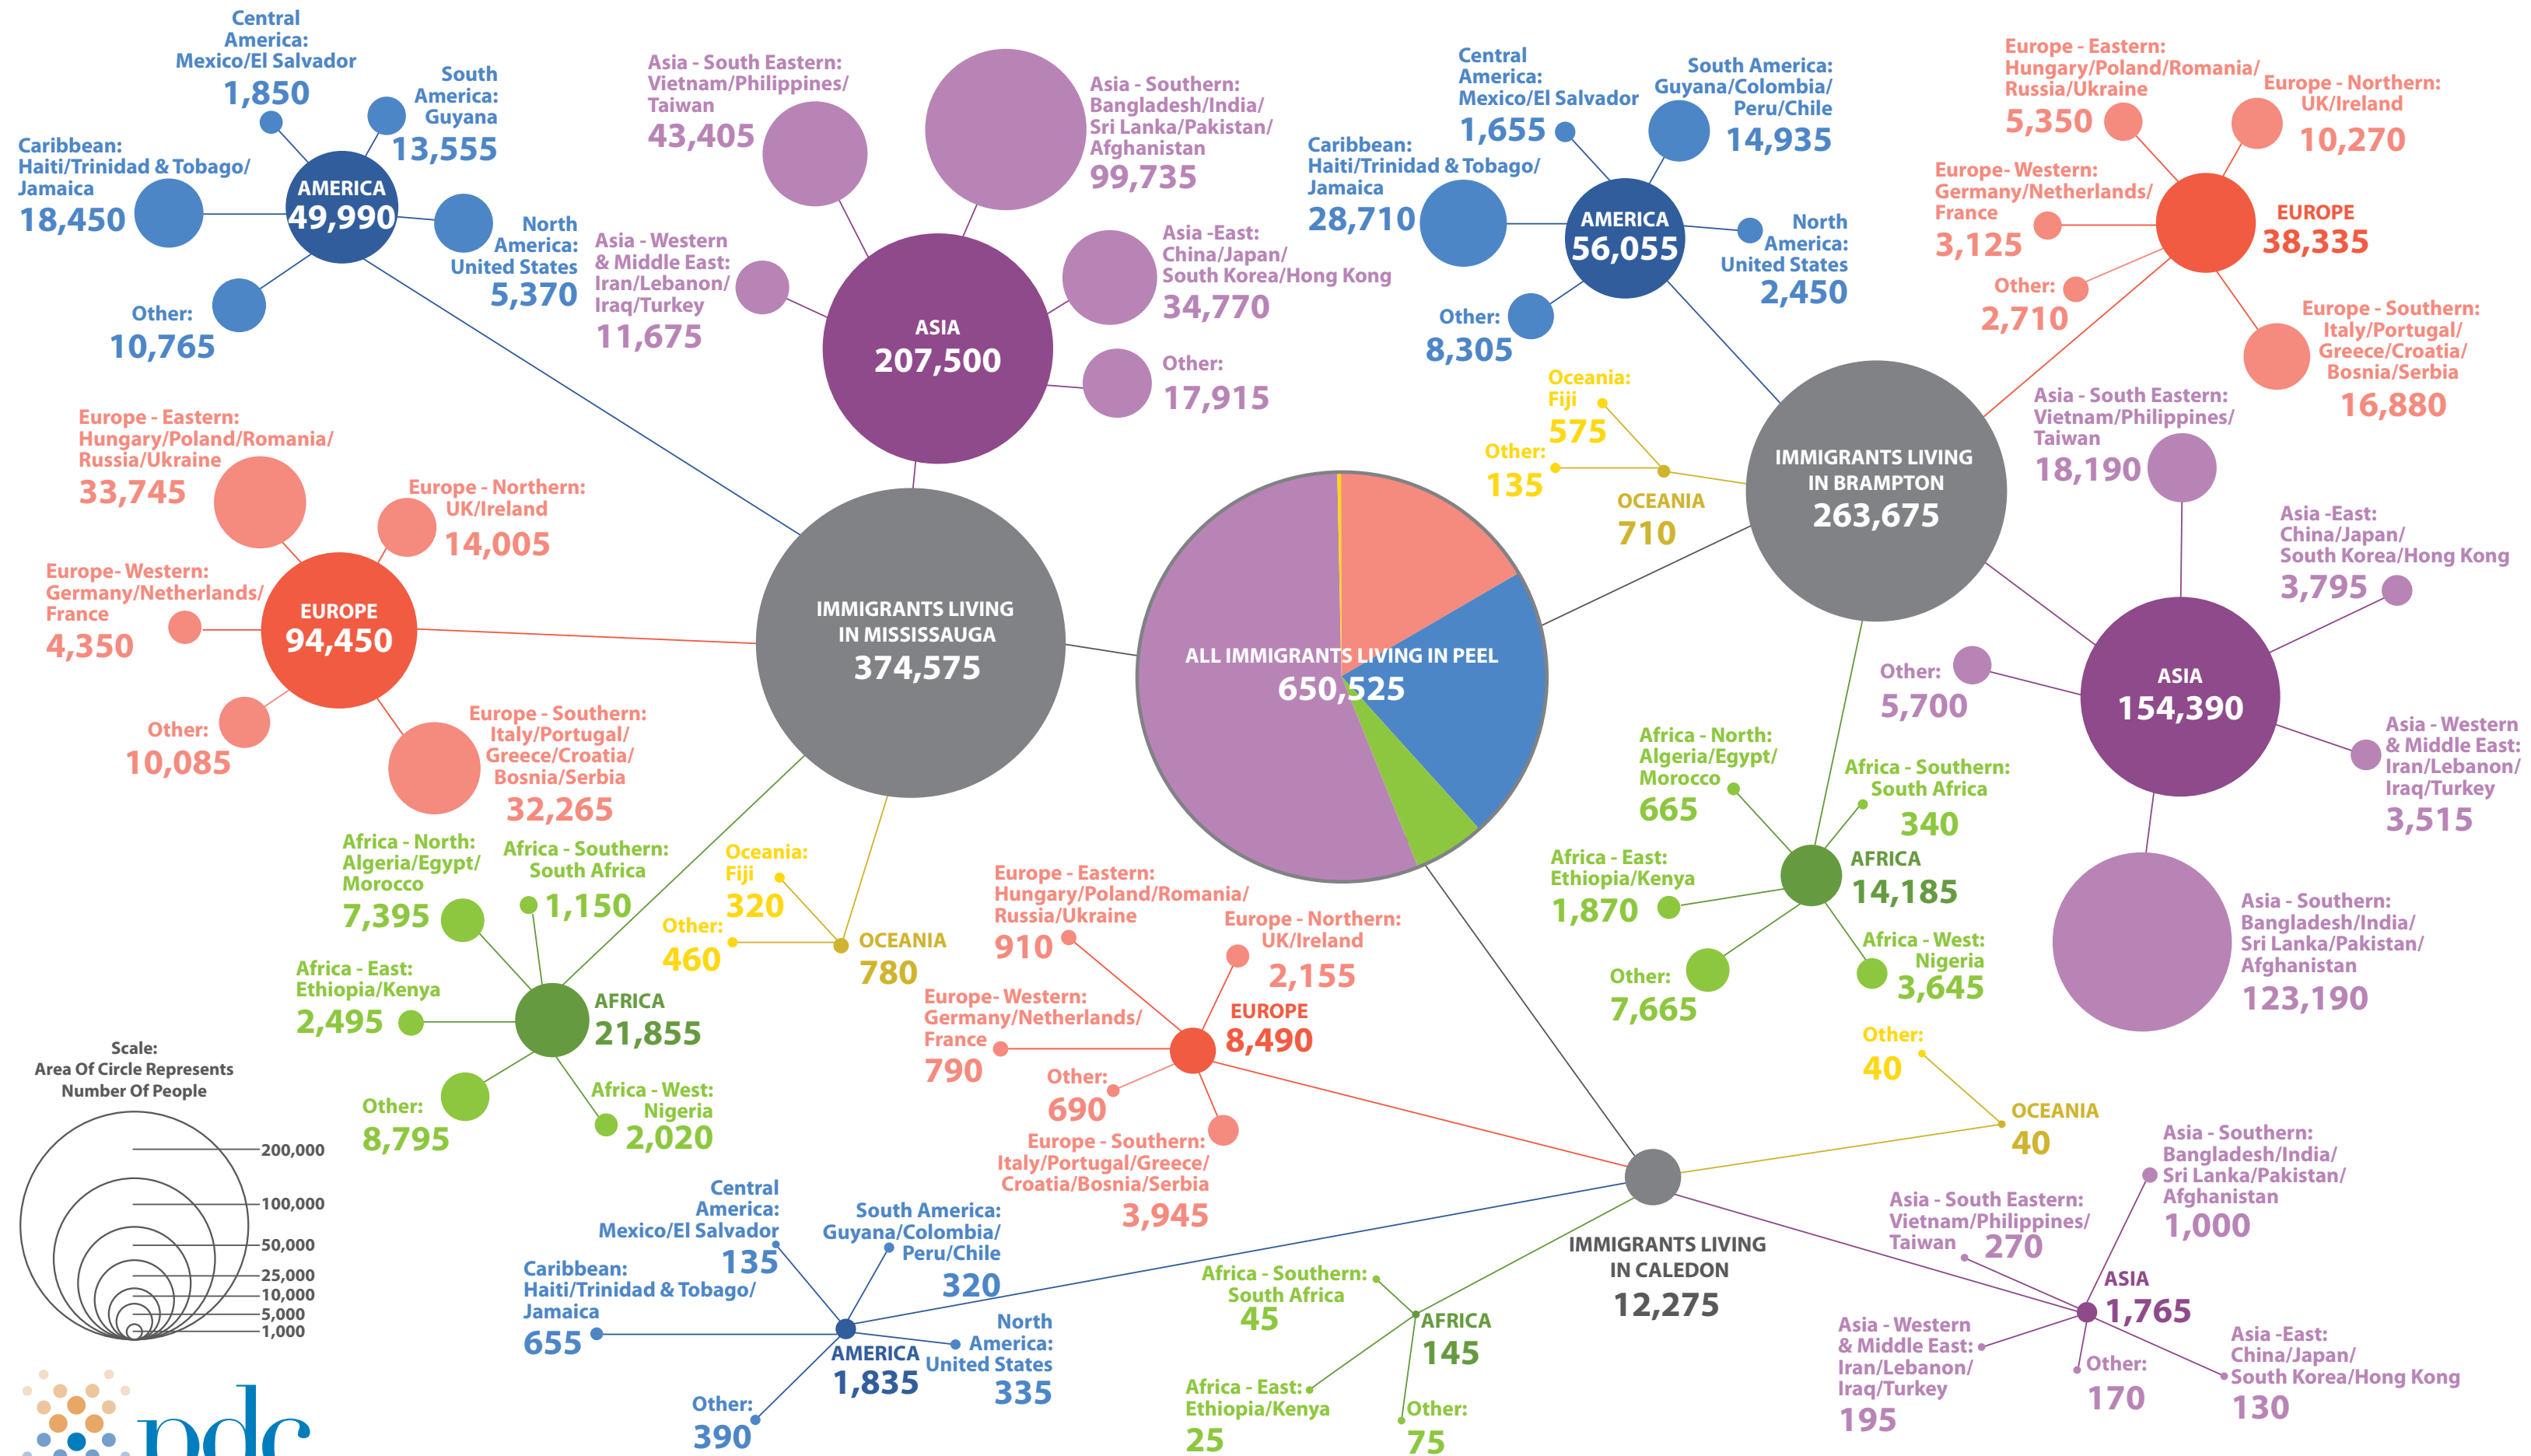 Central
America:
Mexico/El Salvador
1,850
South
America:
Guyana
13,555
Caribbean:
Haiti/Trinidad & Tobago/
Jamaica
18,450
AMERICA
49,990
North
America:
United States
5,370
Other:
10,765
Asia - South Eastern:
Vietnam/Philippines/
Taiwan
43,405
Asia - Southern:
Bangladesh/India/
Sri Lanka/Pakistan/
Afghanistan
99,735
Asia - Western
& Middle East:
Iran/Lebanon/
Iraq/Turkey
11,675
Asia -East:
China/Japan/
South Korea/Hong Kong
34,770
ASIA
207,500
Other:
17,915
Central
America:
Mexico/El Salvador
1,655
South America:
Guyana/Colombia/
Peru/Chile
14,935
Caribbean:
Haiti/Trinidad & Tobago/
Jamaica
28,710
AMERICA
56,055
North
America:
United States
2,450
Other:
8,305
Europe - Eastern:
Hungary/Poland/Romania/
Russia/Ukraine
5,350
Europe - Northern:
UK/Ireland
10,270
Europe- Western:
Germany/Netherlands/
France
3,125
EUROPE
38,335
Other:
2,710
Europe - Southern:
Italy/Portugal/
Greece/Croatia/
Bosnia/Serbia
16,880
Oceania:
Fiji
575
Other:
135
OCEANIA
710
IMMIGRANTS LIVING
IN BRAMPTON
263,675
Asia - South Eastern:
Vietnam/Philippines/
Taiwan
18,190
Asia -East:
China/Japan/
South Korea/Hong Kong
3,795
Other:
5,700
ASIA
154,390
Asia - Western
& Middle East:
Iran/Lebanon/
Iraq/Turkey
3,515
Asia - Southern:
Bangladesh/India/
Sri Lanka/Pakistan/
Afghanistan
123,190
Europe - Eastern:
Hungary/Poland/Romania/
Russia/Ukraine
33,745
Europe - Northern:
UK/Ireland
14,005
Europe- Western:
Germany/Netherlands/
France
4,350
EUROPE
94,450
Other:
10,085
Europe - Southern:
Italy/Portugal/
Greece/Croatia/
Bosnia/Serbia
32,265
IMMIGRANTS LIVING
IN MISSISSAUGA
374,575
ALL IMMIGRANTS LIVING IN PEEL
650,525
Africa - North:
Algeria/Egypt/
Morocco
665
Africa - Southern:
South Africa
340
Africa - East:
Ethiopia/Kenya
1,870
AFRICA
14,185
Other:
7,665
Africa - West:
Nigeria
3,645
Africa - North:
Algeria/Egypt/
Morocco
7,395
Africa - Southern:
South Africa
1,150
Africa - East:
Ethiopia/Kenya
2,495
AFRICA
21,855
Other:
8,795
Africa - West:
Nigeria
2,020
Oceania:
Fiji
320
Other:
460
OCEANIA
780
Europe - Eastern:
Hungary/Poland/Romania/
Russia/Ukraine
910
Europe - Northern:
UK/Ireland
2,155
Europe- Western:
Germany/Netherlands/
France
790
EUROPE
8,490
Other:
690
Europe - Southern:
Italy/Portugal/Greece/
Croatia/Bosnia/Serbia
3,945
Other:
40
OCEANIA
40
Scale:
Area Of Circle Represents
Number Of People
200,000
100,000
50,000
25,000
10,000
5,000
1,000
Central
America:
Mexico/El Salvador
135
South America:
Guyana/Colombia/
Peru/Chile
320
Caribbean:
Haiti/Trinidad & Tobago/
Jamaica
655
AMERICA
1,835
North
America:
United States
335
Other:
390
IMMIGRANTS LIVING
IN CALEDON
12,275
Africa - Southern:
South Africa
45
AFRICA
145
Africa - East:
Ethiopia/Kenya
25
Other:
75
Asia - Southern:
Bangladesh/India/
Sri Lanka/Pakistan/
Afghanistan
1,000
Asia - South Eastern:
Vietnam/Philippines/
Taiwan
270
ASIA
1,765
Asia - Western
& Middle East:
Iran/Lebanon/
Iraq/Turkey
195
Other:
170
Asia -East:
China/Japan/
South Korea/Hong Kong
130
pdc